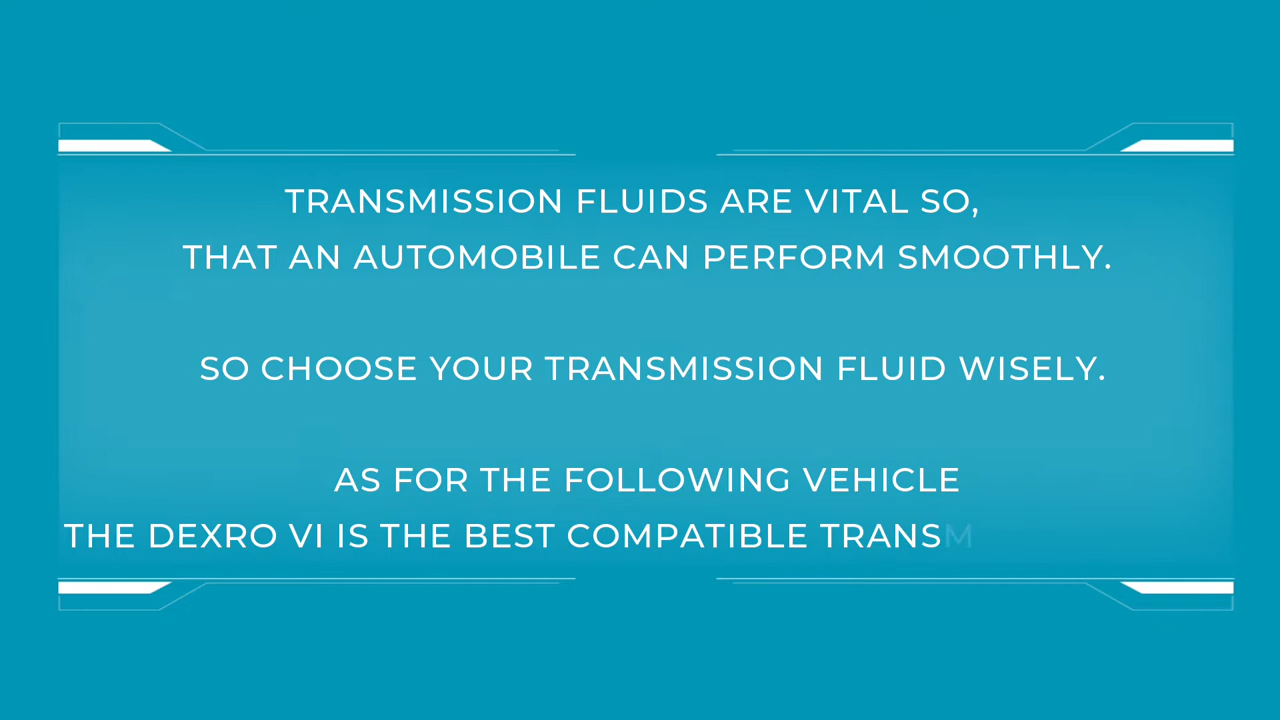 TRANSMISSION FLUIDS ARE VITAL SO,
THAT AN AUTOMOBILE CAN PERFORM SMOOTHLY.
SO CHOOSE YOUR TRANSMISSION FLUID WISELY.
AS FOR THE FOLLOWING VEHICLE
THE DEXRO VI IS THE BEST COMPATIBLE TRANSM